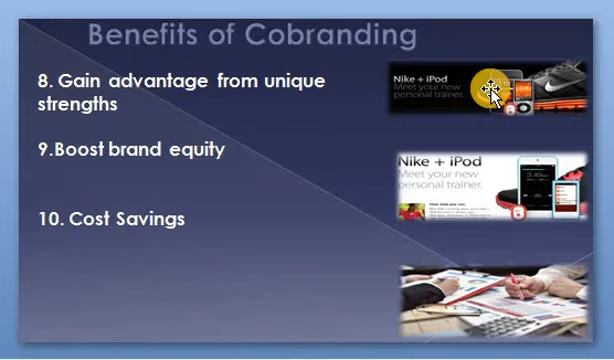 Benefits of Cobranding
8. Gain advantage from unique
strengths
9.Boost brand equity
10. Cost Savings
Nike + iPod
Meet your new
personal trainer.
Nike + iPod
Meet your new
personal trainer.